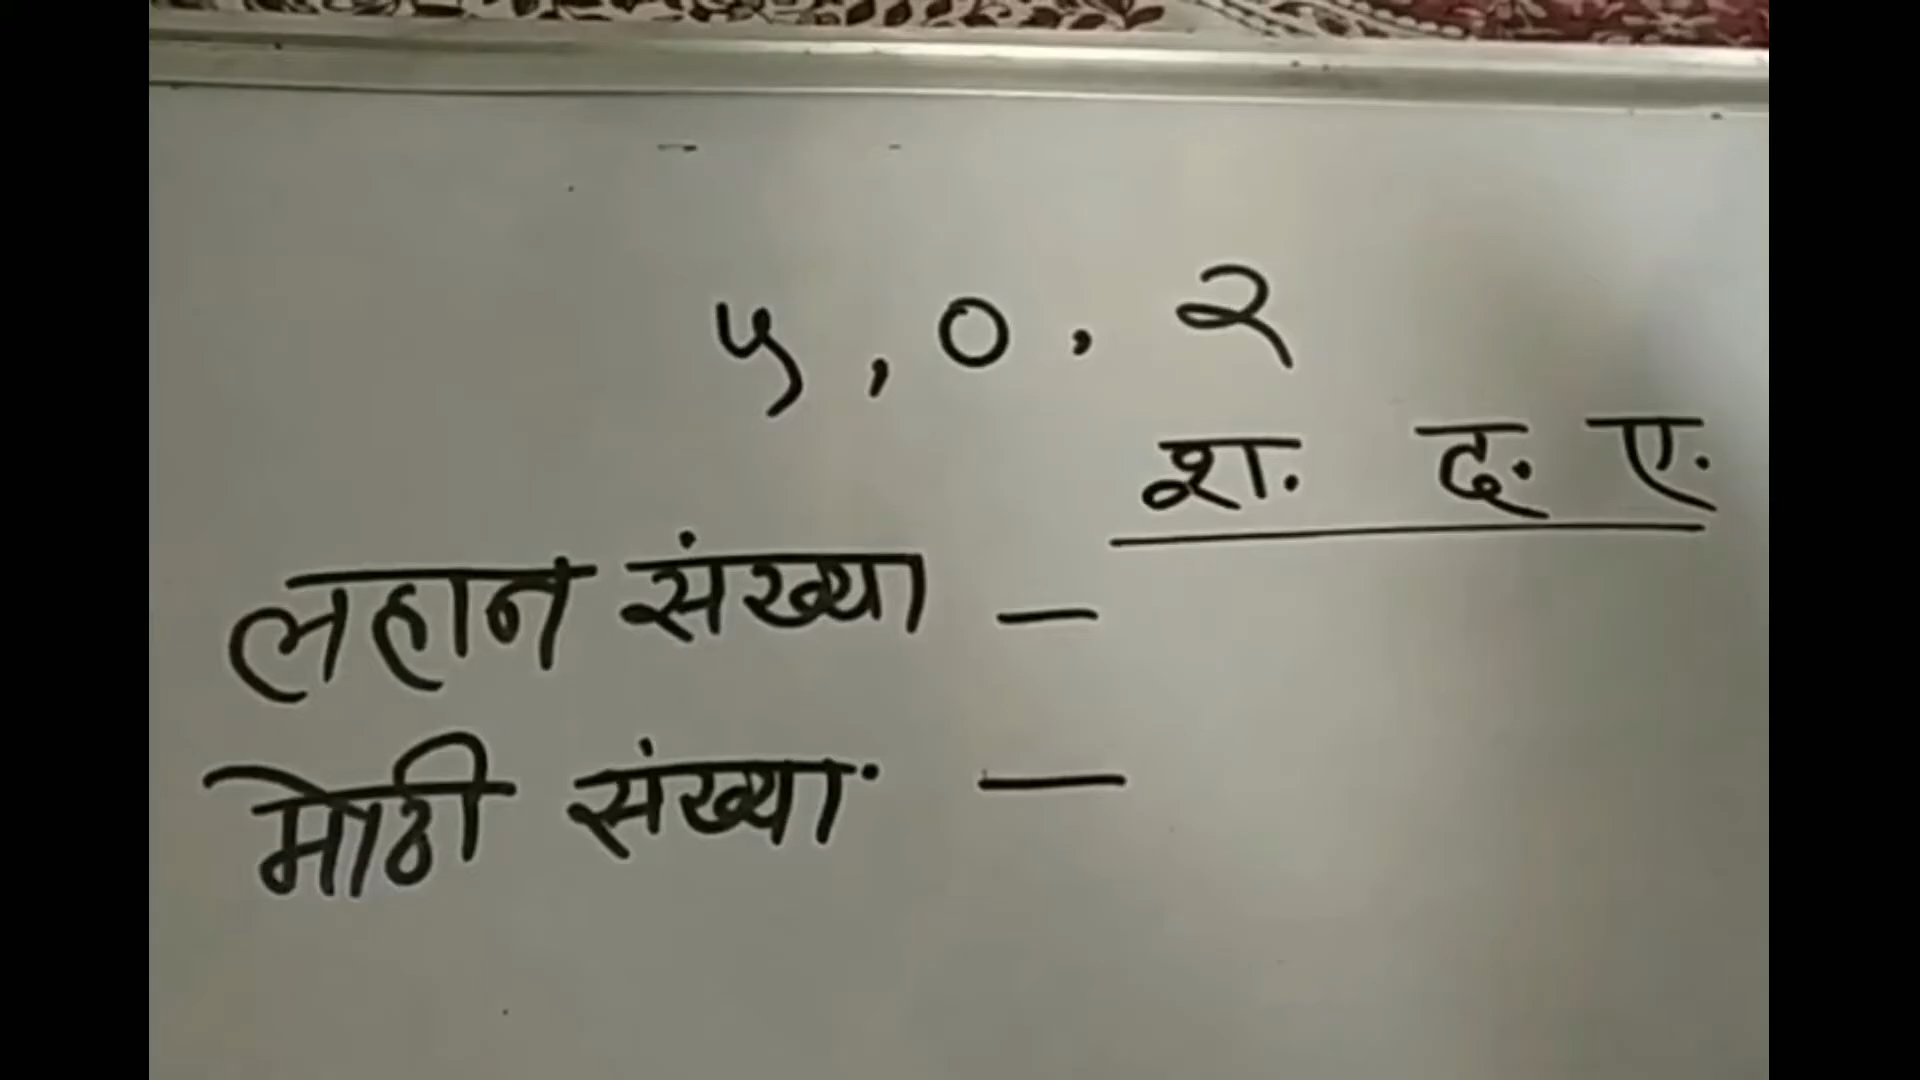 ५ , ० , २
श. द. ए.
लहान संख्या —
मोठी संख्या. —